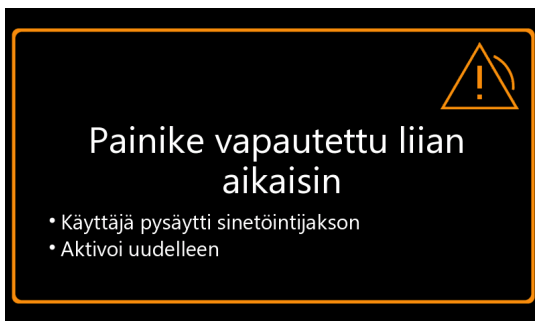 Painike vapautettu liian
aikaisin
• Käyttäjä pysäytti sinetöintijakson
• Aktivoi uudelleen